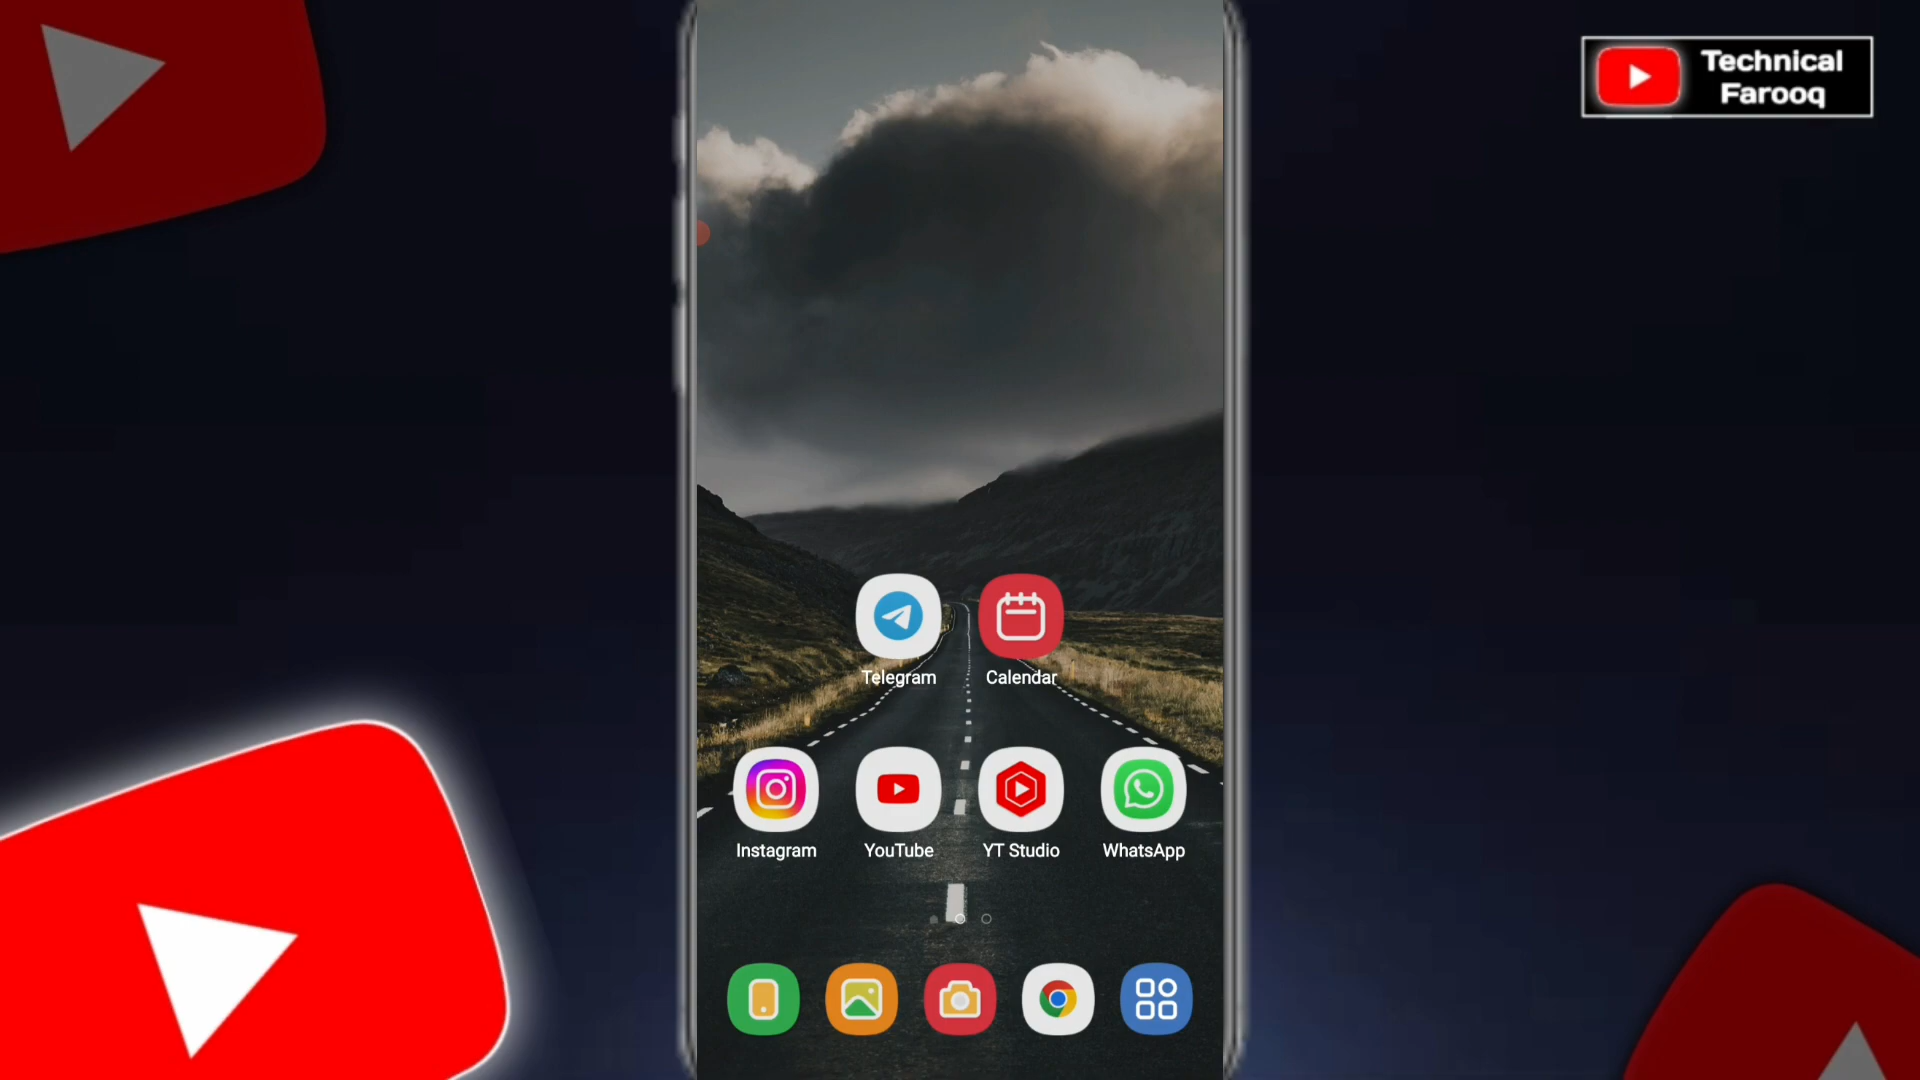 Technical
Farooq
Telegram
Calendar
Instagram
YouTube
YT Studio
WhatsApp